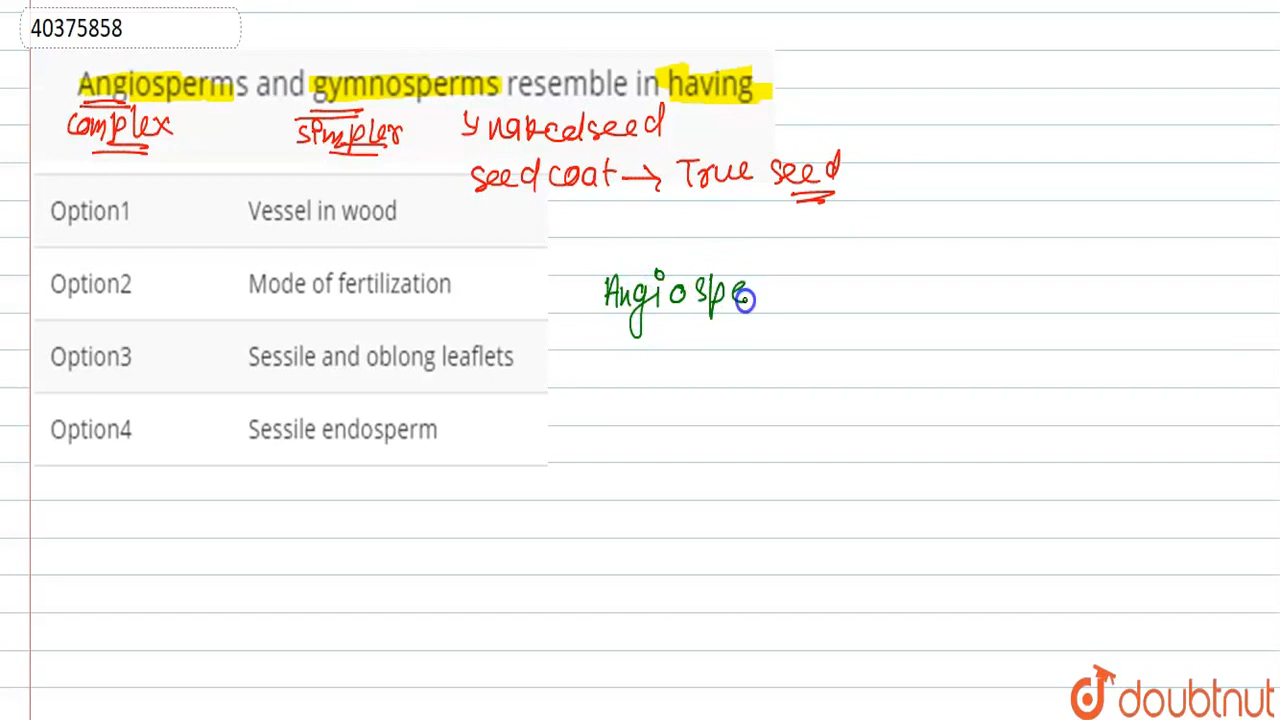 40375858
Angiosperms and gymnosperms resemble in having
complex simpler ↳ nakedseed
seed coat → True seed
Option1 Vessel in wood
Option2 Mode of fertilization
Angiospe
Option3 Sessile and oblong leaflets
Option4 Sessile endosperm
doubtnut